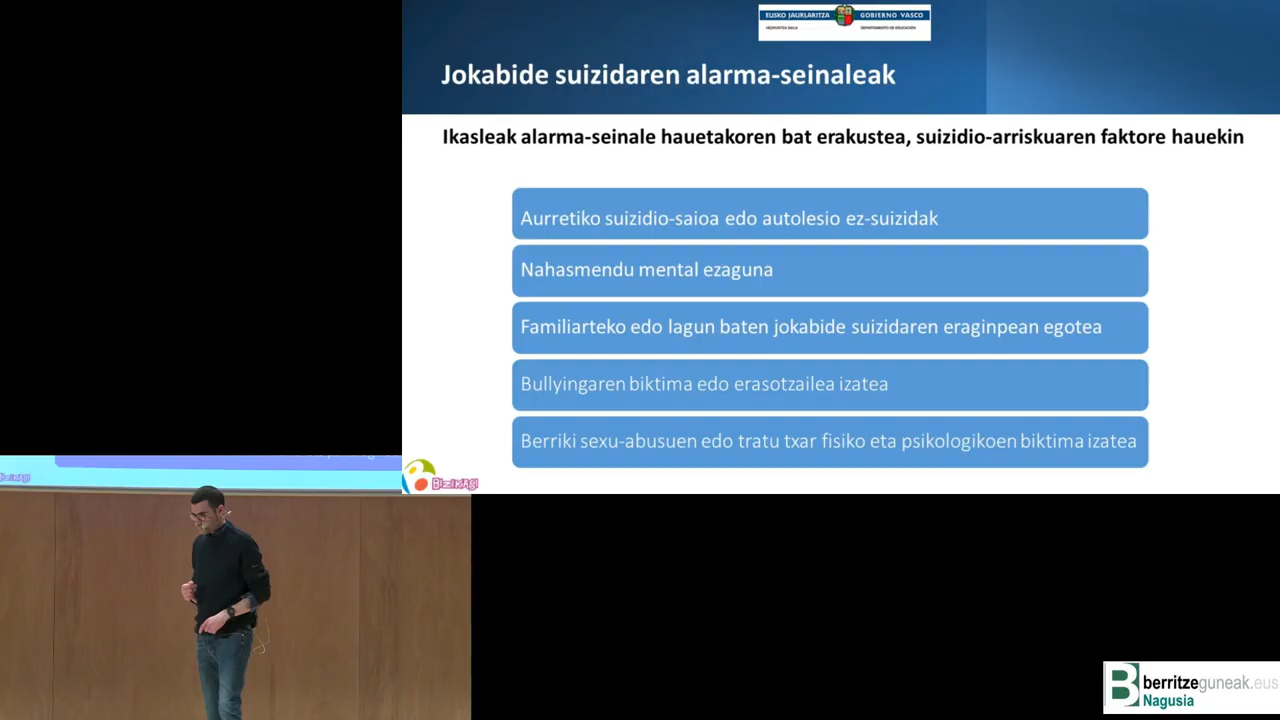 EUSKO JAURLARITZA GOBIERNO VASCO
HEZKUNTZA SAILA DEPARTAMENTO DE EDUCACIÓN
Jokabide suizidaren alarma-seinaleak
Ikasleak alarma-seinale hauetakoren bat erakustea, suizidio-arriskuaren faktore hauekin
Aurretiko suizidio-saioa edo autolesio ez-suizidak
Nahasmendu mental ezaguna
Familiarteko edo lagun baten jokabide suizidaren eraginpean egotea
Bullyingaren biktima edo erasotzailea izatea
Berriki sexu-abusuen edo tratu txar fisiko eta psikologikoen biktima izatea
BIZIKASI
berritzeguneak.eus
Nagusia